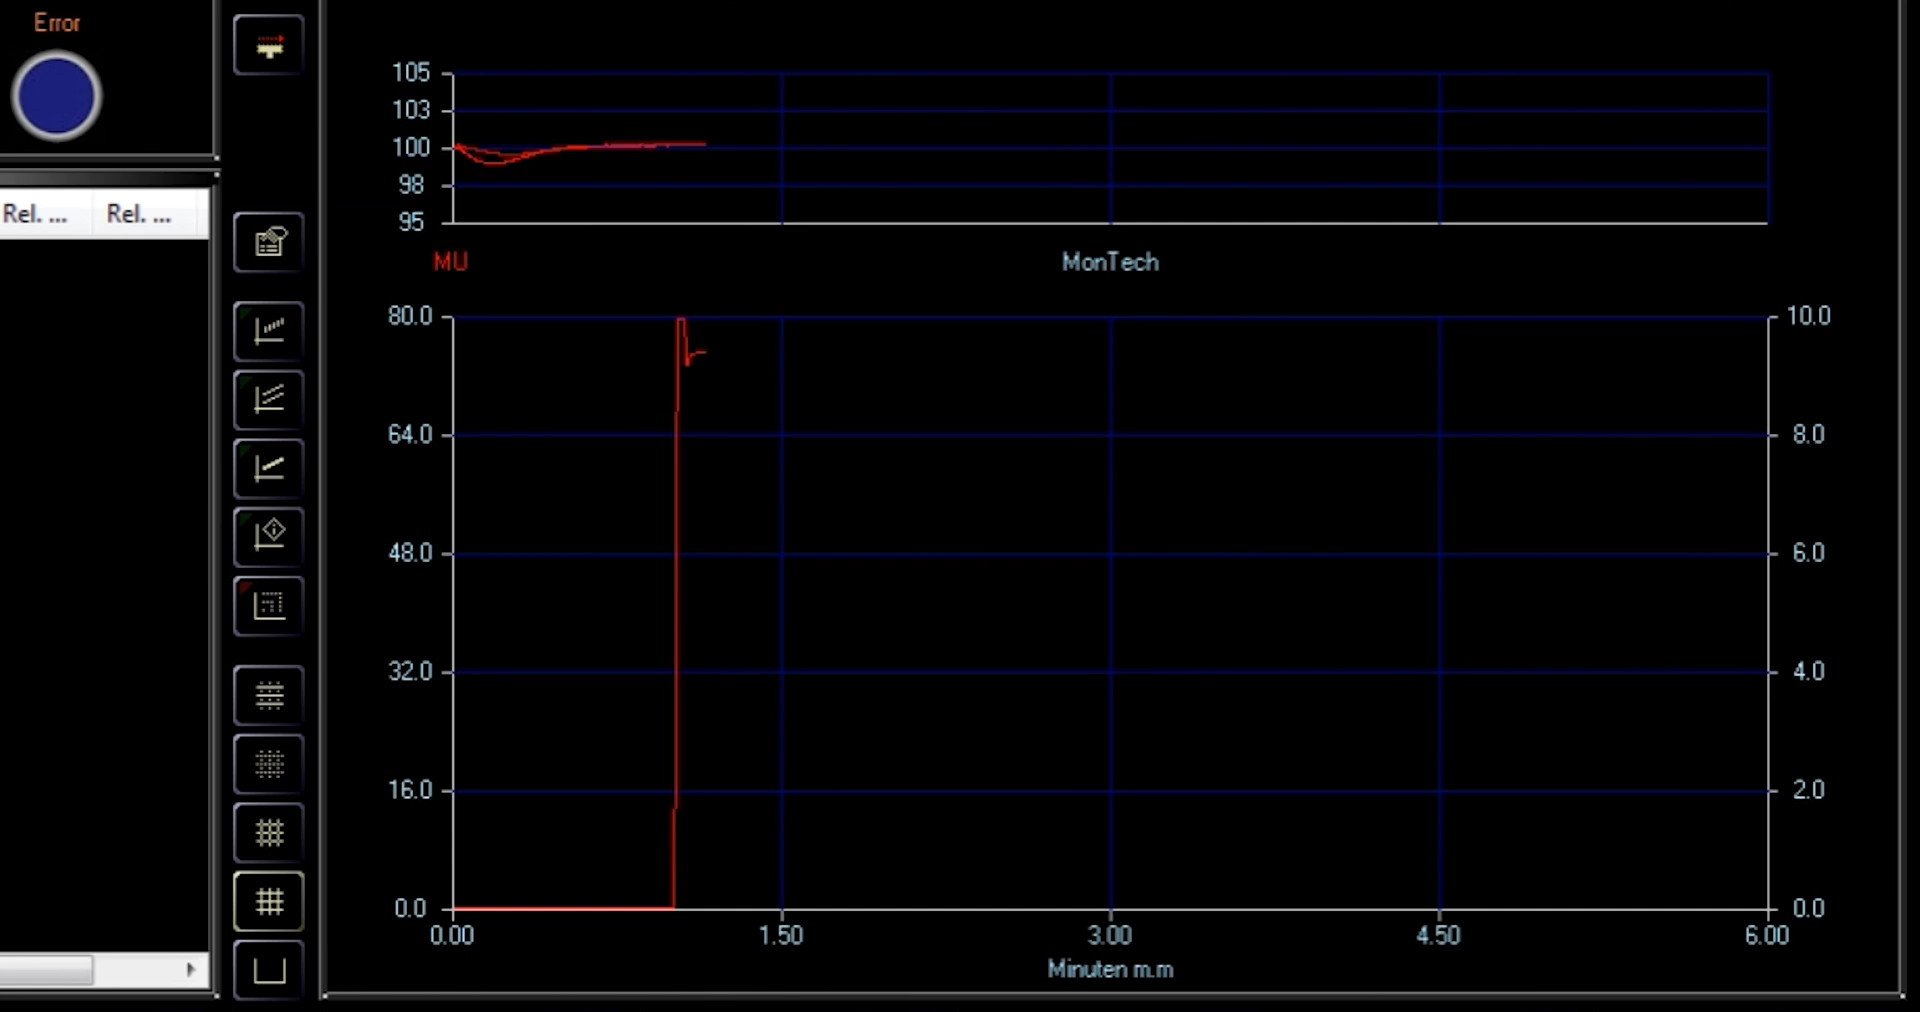 Error
Rel. ... Rel. ...
105
103
100
98
95
MU MonTech
80.0 10.0
64.0 8.0
48.0 6.0
32.0 4.0
16.0 2.0
0.0 0.0
0.00 1.50 3.00 4.50 6.00
Minuten m.m